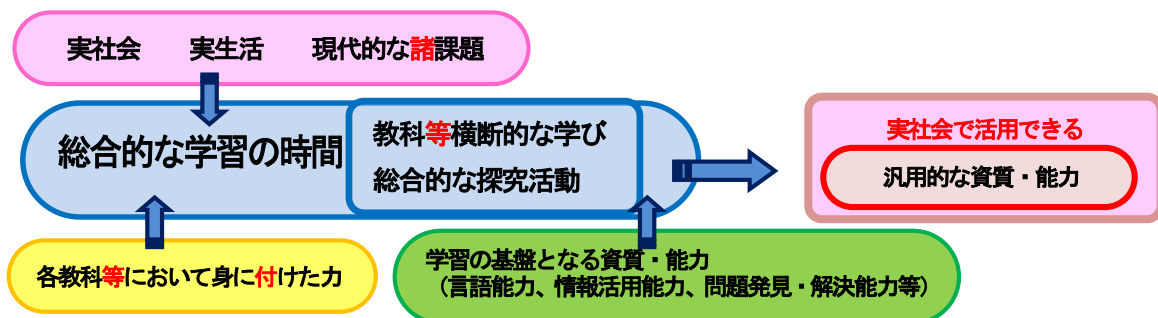 実社会 実生活 現代的な諸課題
総合的な学習の時間
教科等横断的な学び
総合的な探究活動
実社会で活用できる
汎用的な資質・能力
各教科等において身に付けた力
学習の基盤となる資質・能力
（言語能力、情報活用能力、問題発見・解決能力等）